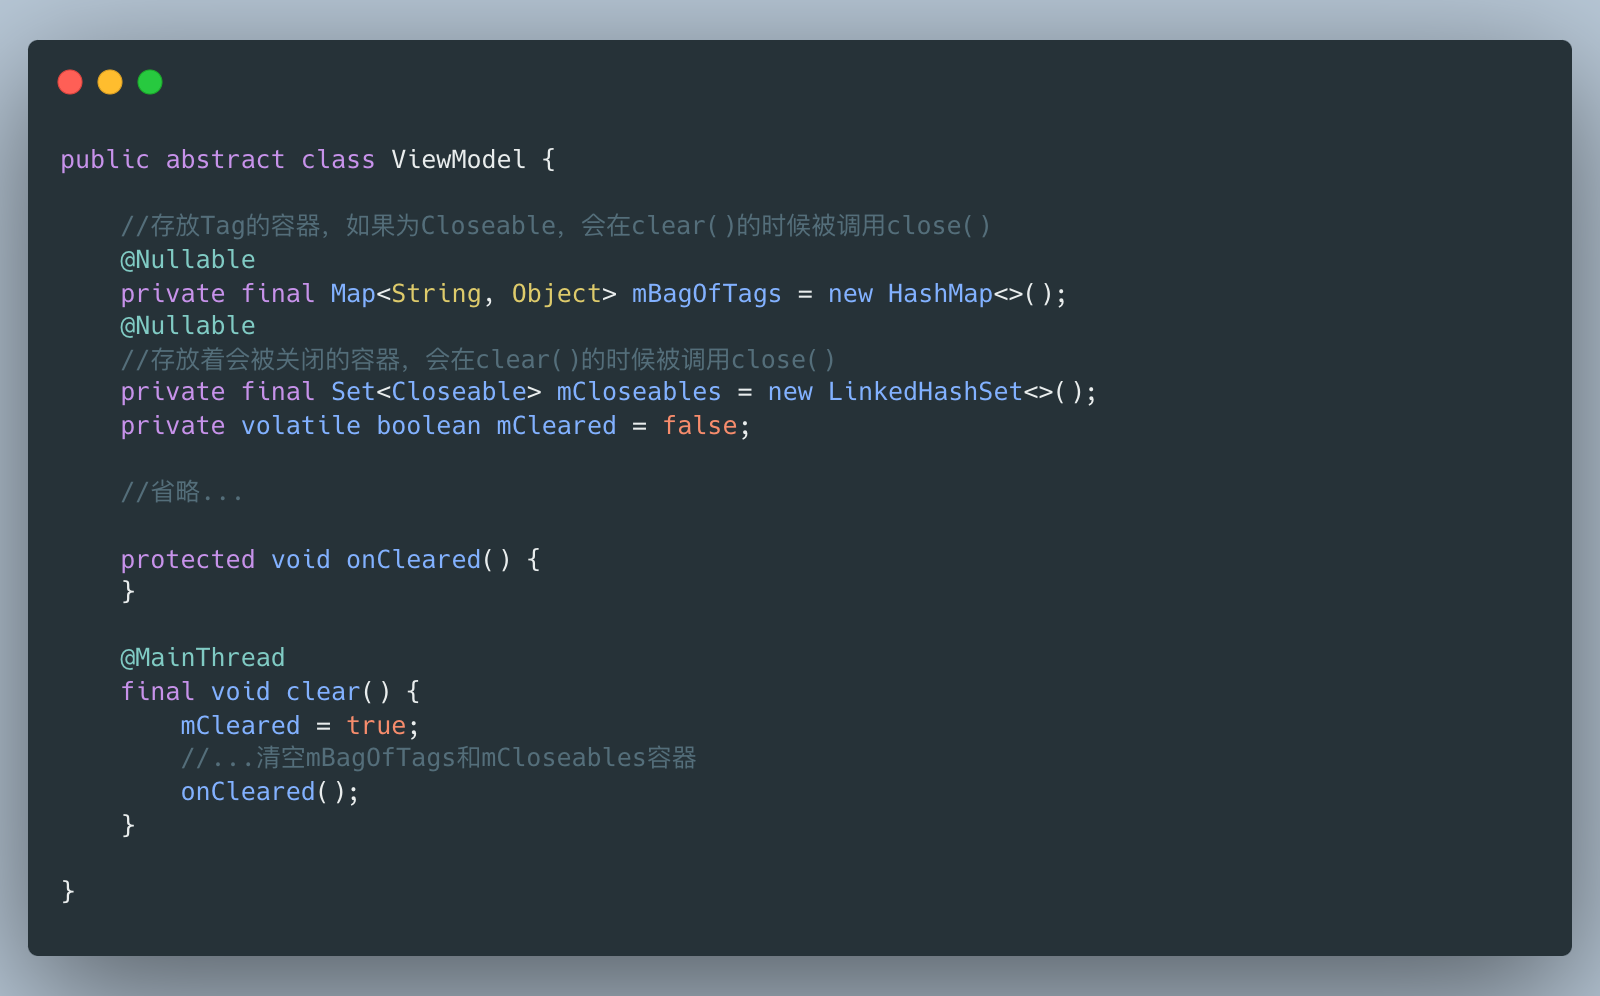 public abstract class ViewModel {
//存放Tag的容器，如果为Closeable，会在clear()的时候被调用close()
@Nullable
private final Map<String, Object> mBagOfTags = new HashMap<>();
@Nullable
//存放着会被关闭的容器，会在clear()的时候被调用close()
private final Set<Closeable> mCloseables = new LinkedHashSet<>();
private volatile boolean mCleared = false;
//省略...
protected void onCleared() {
}
@MainThread
final void clear() {
mCleared = true;
//...清空mBagOfTags和mCloseables容器
onCleared();
}
}